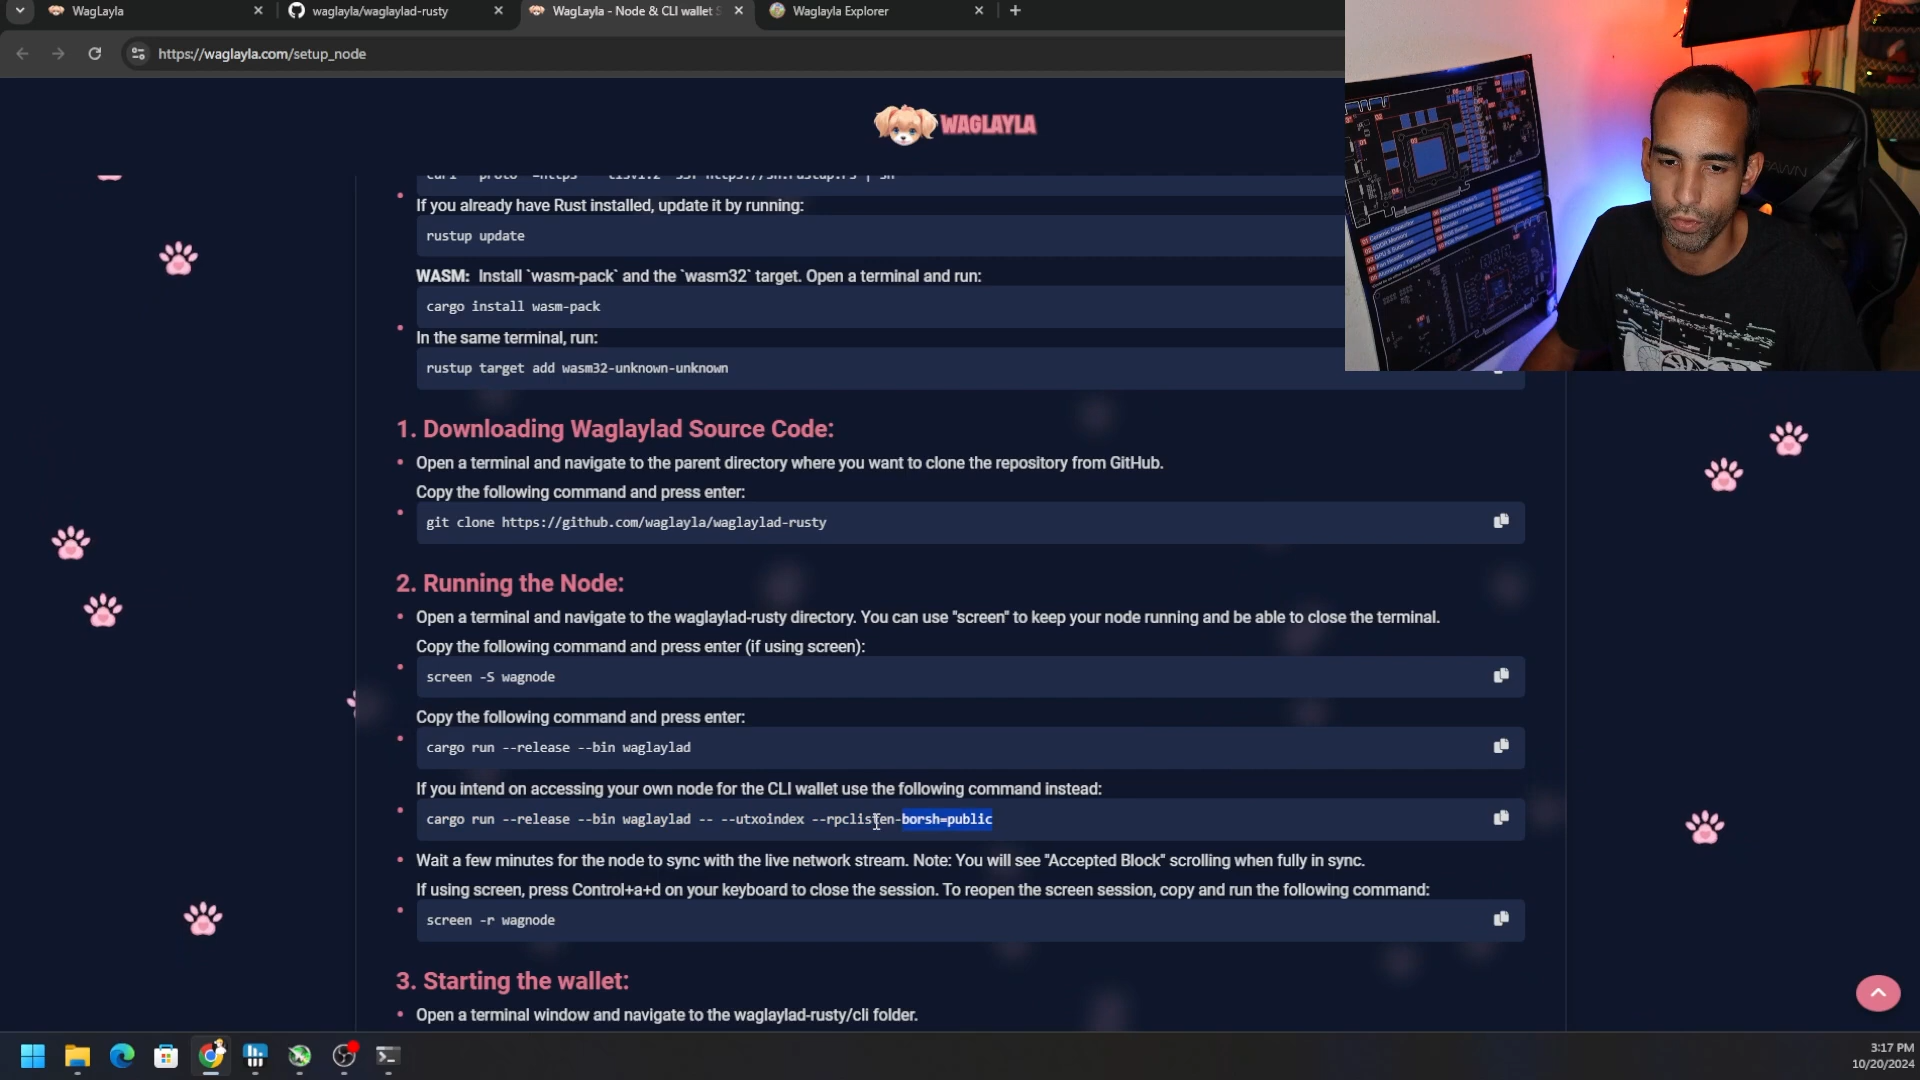 WagLayla
waglayla/waglaylad-rusty
WagLayla - Node & CLI wallet S
Waglayla Explorer
https://waglayla.com/setup_node
WAGLAYLA
If you already have Rust installed, update it by running:
rustup update
WASM: Install `wasm-pack` and the `wasm32` target. Open a terminal and run:
cargo install wasm-pack
In the same terminal, run:
rustup target add wasm32-unknown-unknown
1. Downloading Waglaylad Source Code:
Open a terminal and navigate to the parent directory where you want to clone the repository from GitHub.
Copy the following command and press enter:
git clone https://github.com/waglayla/waglaylad-rusty
2. Running the Node:
Open a terminal and navigate to the waglaylad-rusty directory. You can use "screen" to keep your node running and be able to close the terminal.
Copy the following command and press enter (if using screen):
screen -S wagnode
Copy the following command and press enter:
cargo run --release --bin waglaylad
If you intend on accessing your own node for the CLI wallet use the following command instead:
cargo run --release --bin waglaylad -- --utxoindex --rpclisten-borsh=public
Wait a few minutes for the node to sync with the live network stream. Note: You will see "Accepted Block" scrolling when fully in sync.
If using screen, press Control+a+d on your keyboard to close the session. To reopen the screen session, copy and run the following command:
screen -r wagnode
3. Starting the wallet:
Open a terminal window and navigate to the waglaylad-rusty/cli folder.
3:17 PM
10/20/2024